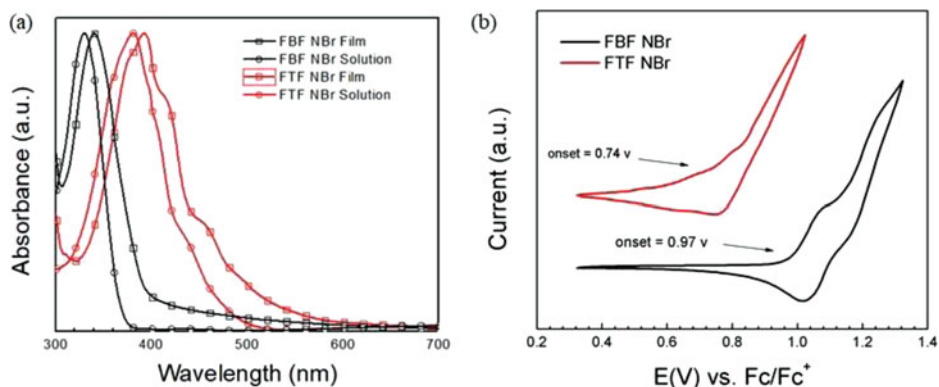 (a)
FBF NBr Film
FBF NBr Solution
FTF NBr Film
FTF NBr Solution
Absorbance (a.u.)
300 400 500 600 700
Wavelength (nm)
(b)
FBF NBr
FTF NBr
onset = 0.74 v
onset = 0.97 v
Current (a.u.)
0.2 0.4 0.6 0.8 1.0 1.2 1.4
E(V) vs. Fc/Fc⁺